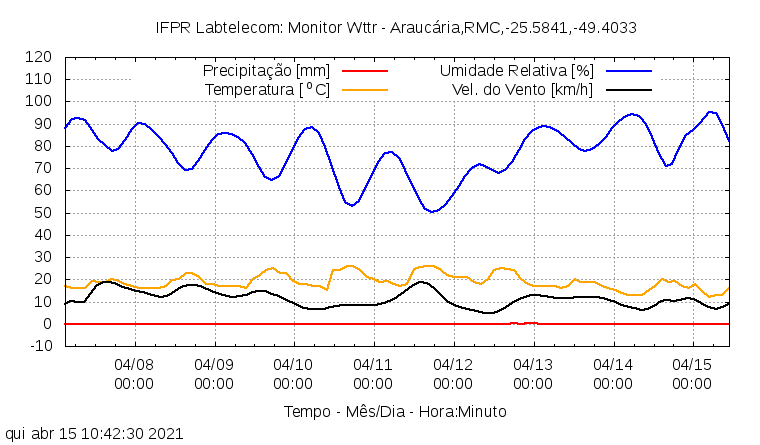 IFPR Labtelecom: Monitor Wttr - Araucária,RMC,-25.5841,-49.4033
120
110
100
90
80
70
60
50
40
30
20
10
0
-10
Precipitação [mm]
Umidade Relativa [%]
Temperatura [⁰C]
Vel. do Vento [km/h]
04/08 04/09 04/10 04/11 04/12 04/13 04/14 04/15
00:00 00:00 00:00 00:00 00:00 00:00 00:00 00:00
Tempo - Mês/Dia - Hora:Minuto
qui abr 15 10:42:30 2021